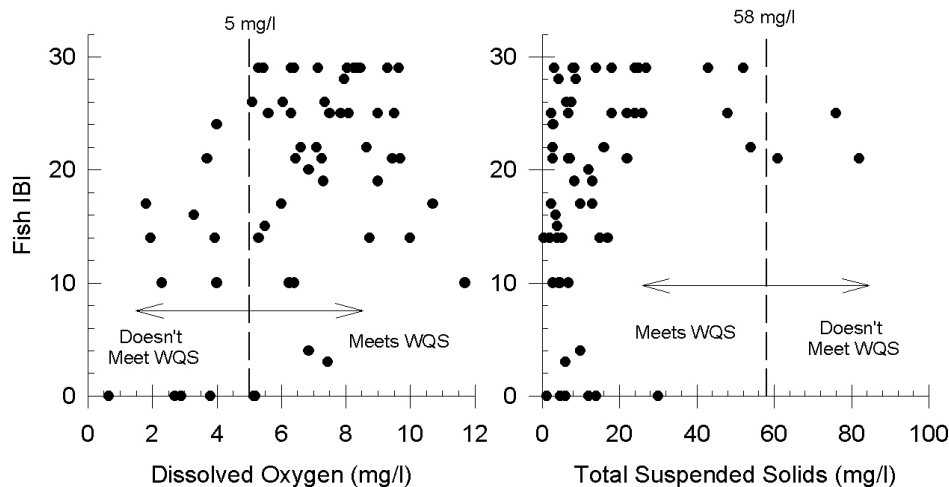 5 mg/l
30
20
10
0
Fish IBI
Doesn't
Meet WQS
Meets WQS
0 2 4 6 8 10 12
Dissolved Oxygen (mg/l)
58 mg/l
30
20
10
0
Meets WQS
Doesn't
Meet WQS
0 20 40 60 80 100
Total Suspended Solids (mg/l)